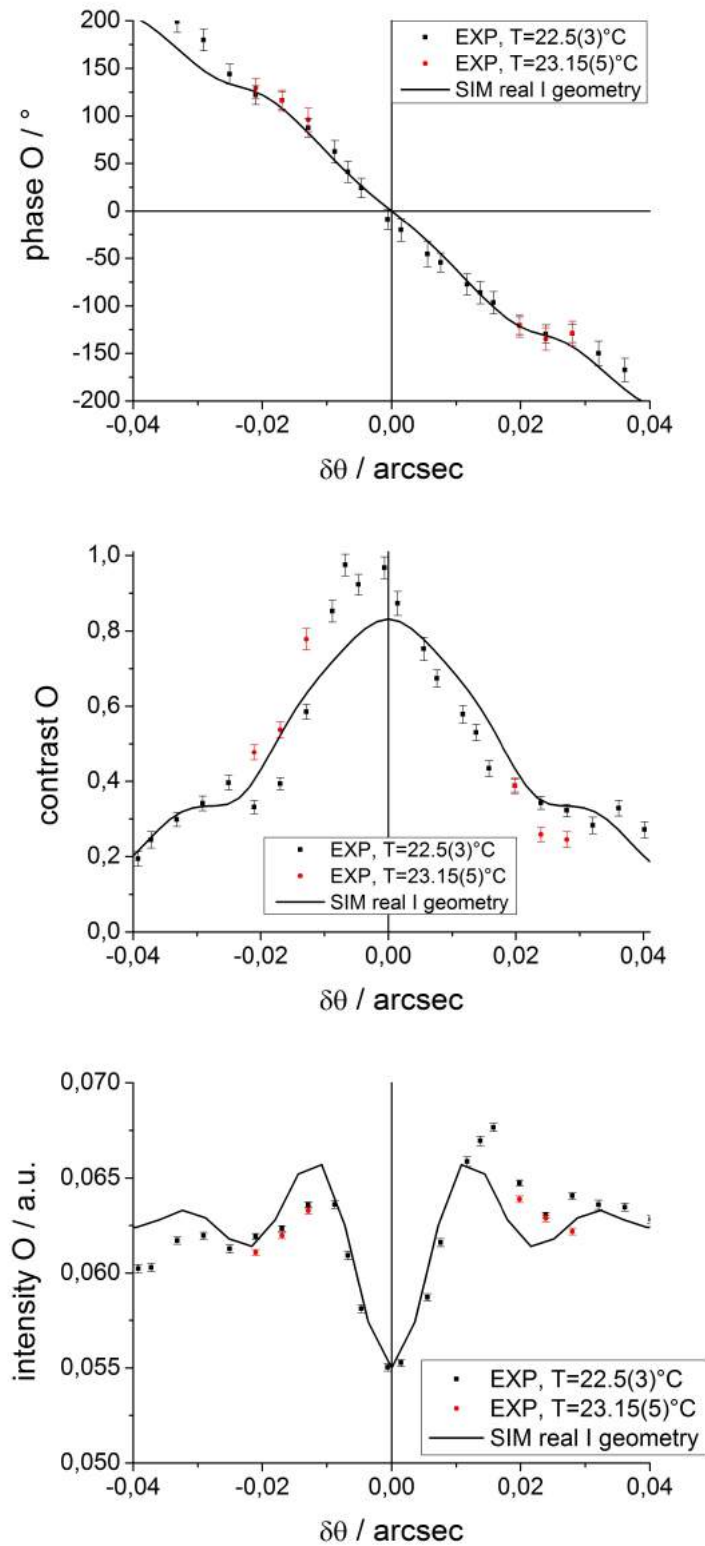 200
150
100
50
0
-50
-100
-150
-200
phase O / °
EXP, T=22.5(3)°C
EXP, T=23.15(5)°C
SIM real I geometry
-0,04
-0,02
0,00
0,02
0,04
δθ / arcsec
1,0
0,8
0,6
0,4
0,2
0,0
contrast O
EXP, T=22.5(3)°C
EXP, T=23.15(5)°C
SIM real I geometry
-0,04
-0,02
0,00
0,02
0,04
δθ / arcsec
0,070
0,065
0,060
0,055
0,050
intensity O / a.u.
EXP, T=22.5(3)°C
EXP, T=23.15(5)°C
SIM real I geometry
-0,04
-0,02
0,00
0,02
0,04
δθ / arcsec